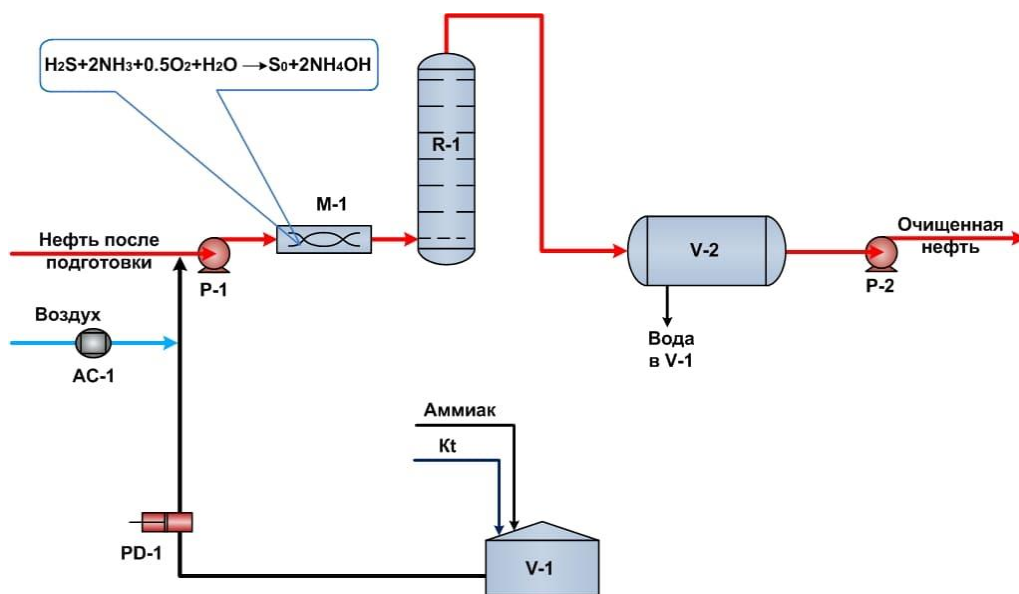 H2S+2NH3+0.5O2+H2O →S0+2NH4OH
R-1
M-1
Нефть после
подготовки
P-1
Воздух
AC-1
V-2
Очищенная
нефть
P-2
Вода
в V-1
Аммиак
Kt
PD-1
V-1